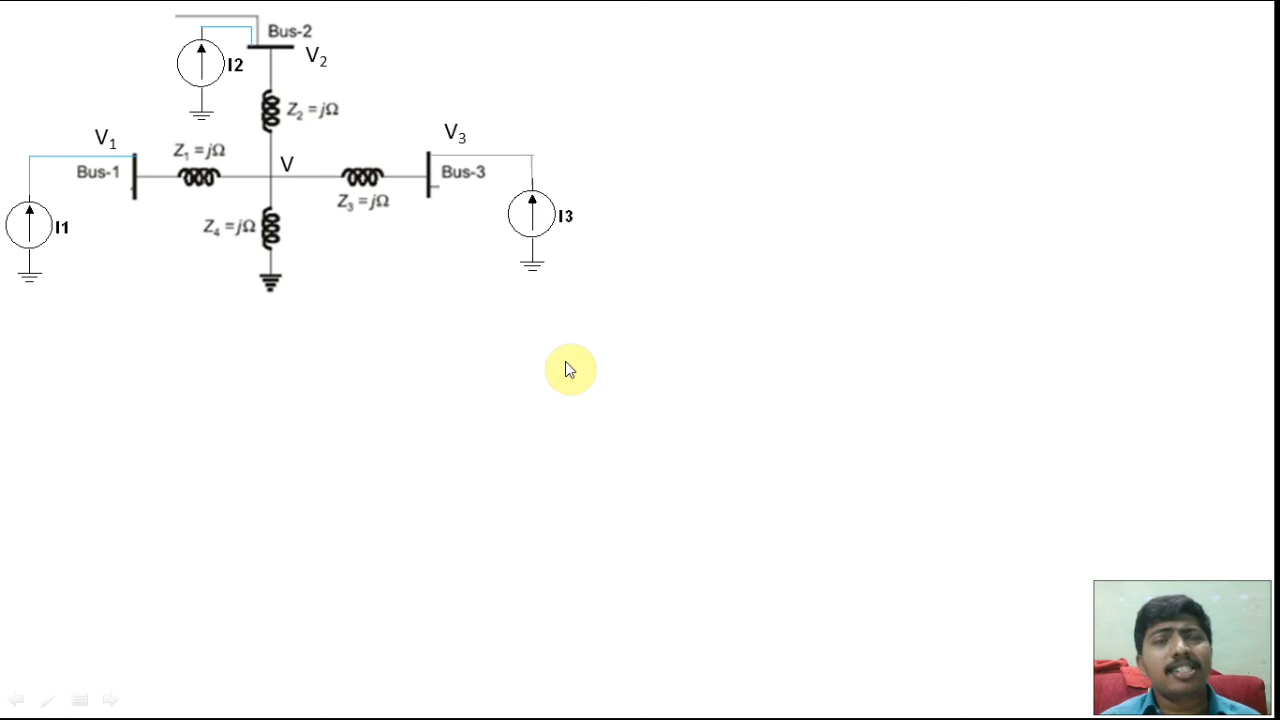 Bus-2
V2
I2
Z2 = jΩ
V1
V3
Z1 = jΩ
V
Bus-1
Bus-3
Z3 = jΩ
I1
Z4 = jΩ
I3